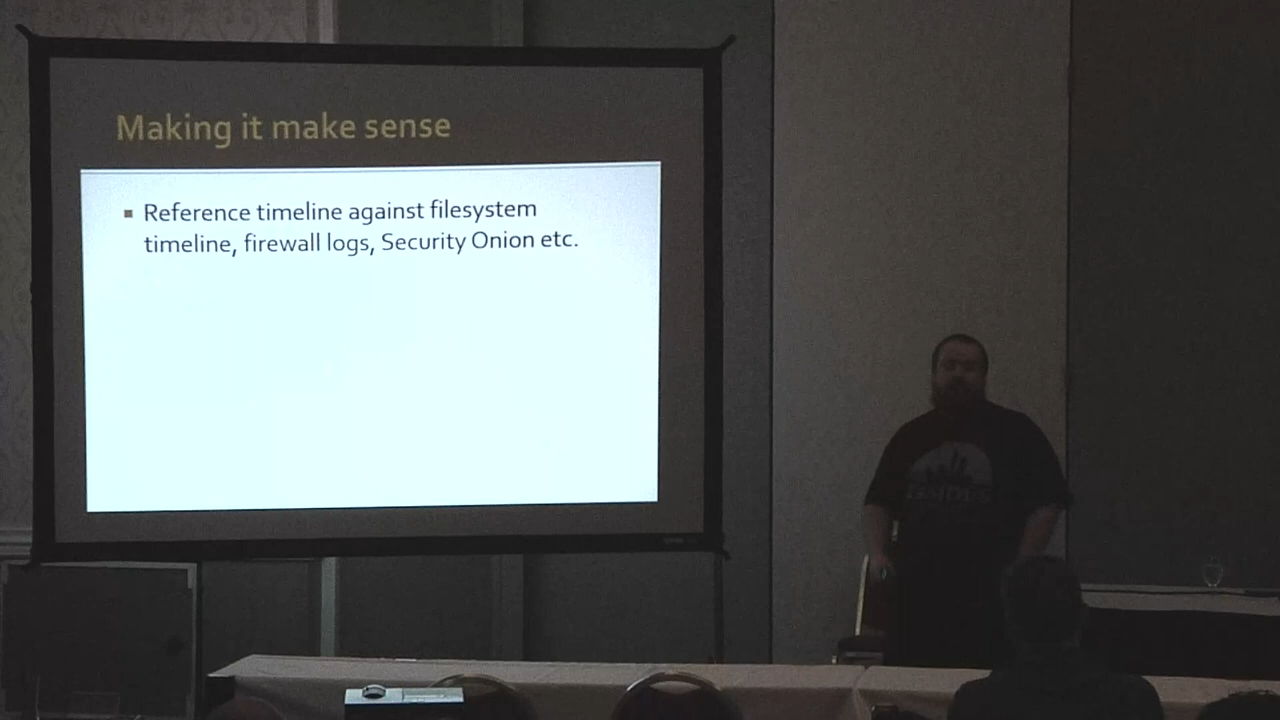 Making it make sense
Reference timeline against filesystem
timeline, firewall logs, Security Onion etc.